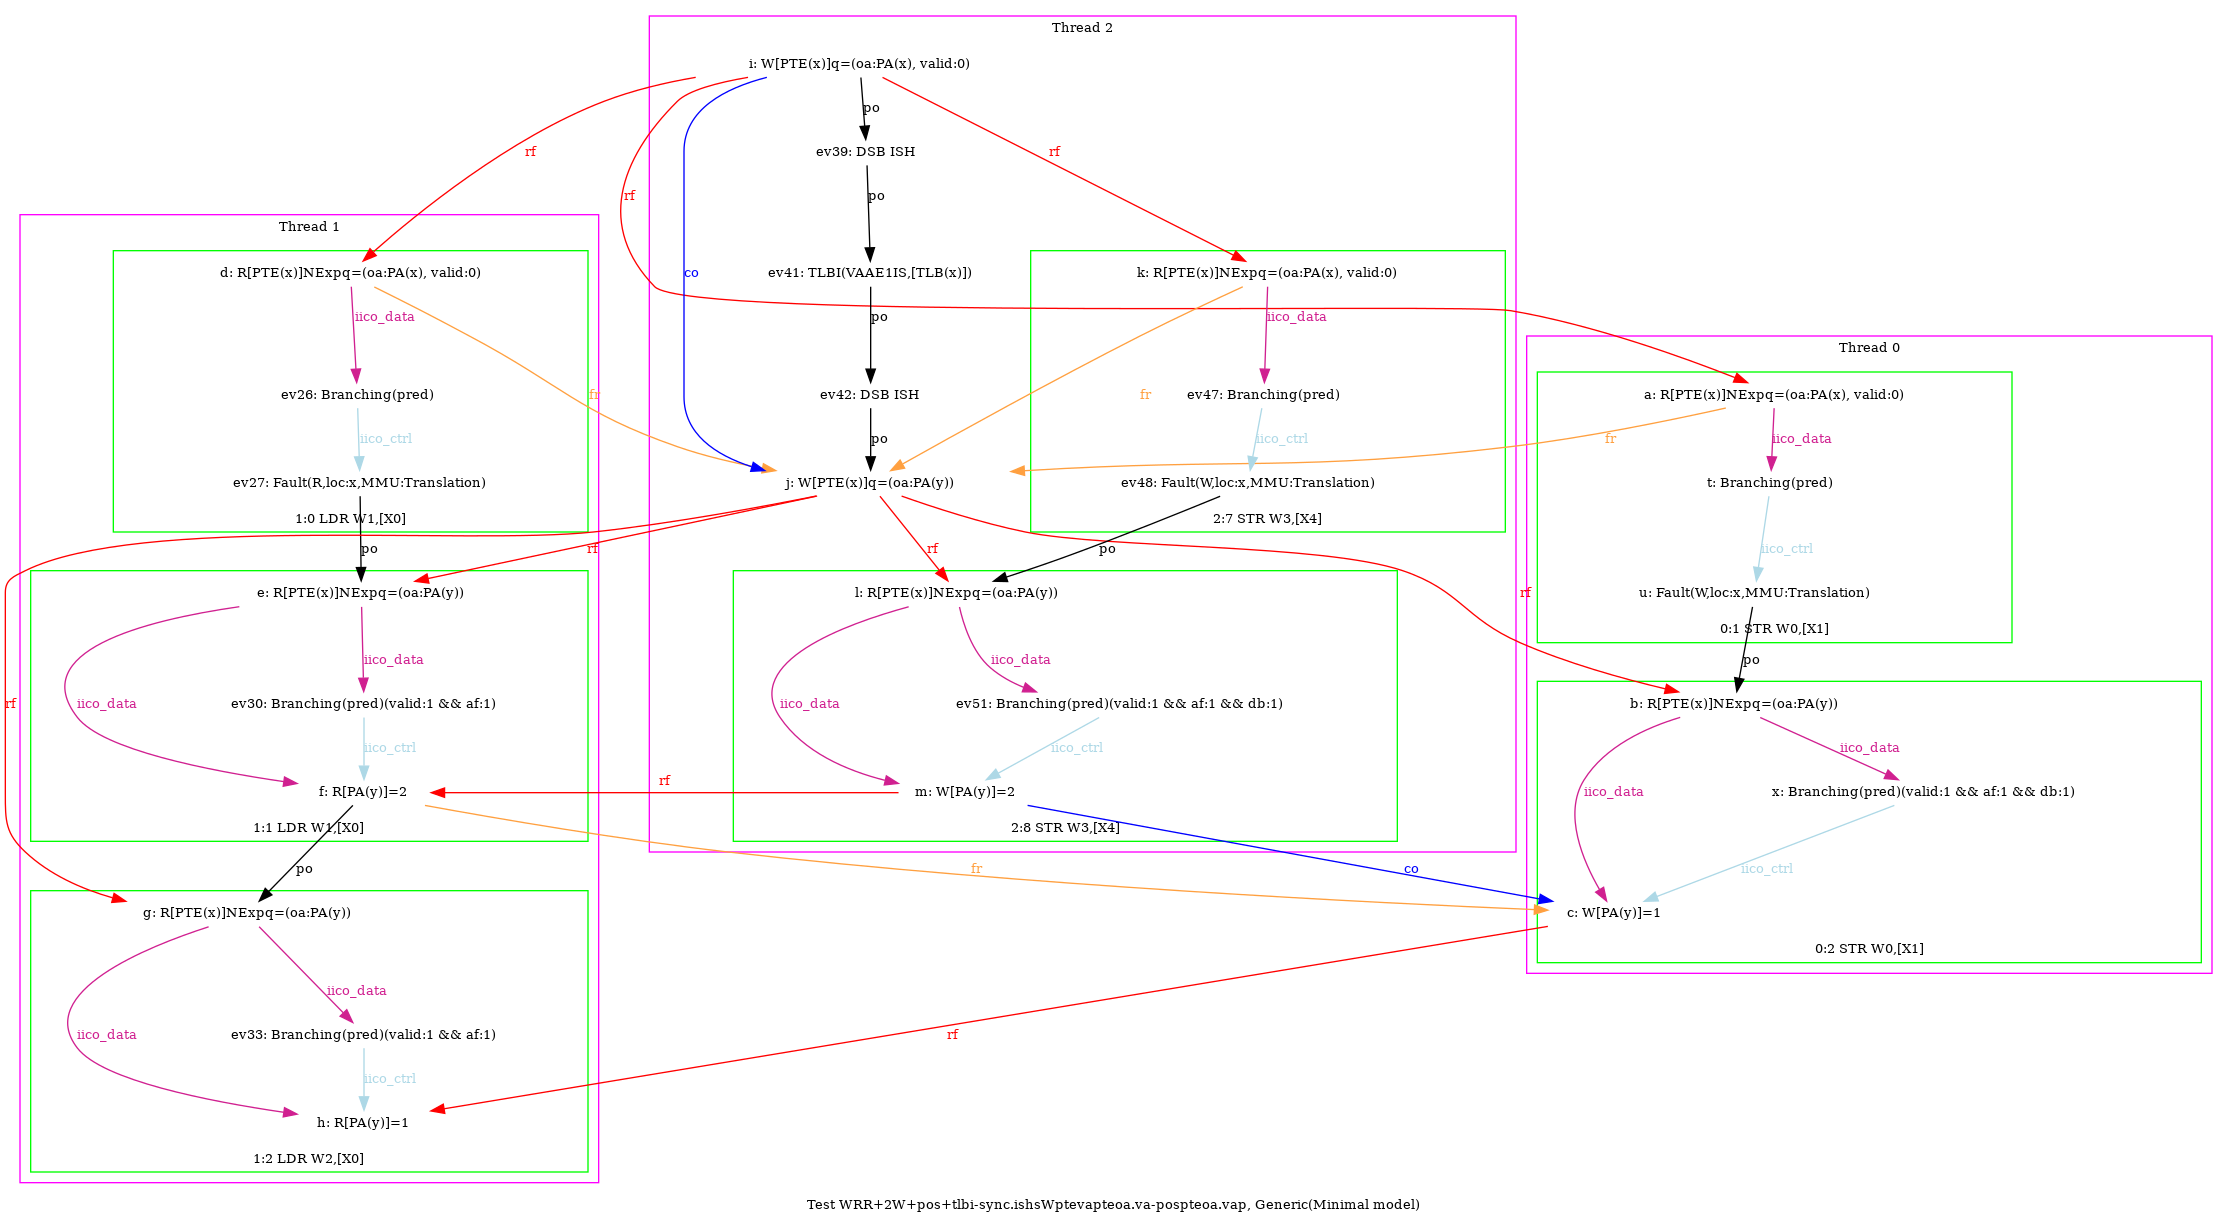 Thread 2
i: W[PTE(x)]q=(oa:PA(x), valid:0)
po
ev39: DSB ISH
rf
rf
rf
po
Thread 1
Thread 0
d: R[PTE(x)]NExpq=(oa:PA(x), valid:0)
co
ev41: TLBI(VAAE1IS,[TLB(x)])
k: R[PTE(x)]NExpq=(oa:PA(x), valid:0)
iico_data
po
iico_data
ev26: Branching(pred)
fr
ev42: DSB ISH
fr
ev47: Branching(pred)
a: R[PTE(x)]NExpq=(oa:PA(x), valid:0)
iico_ctrl
po
iico_ctrl
fr
iico_data
ev27: Fault(R,loc:x,MMU:Translation)
j: W[PTE(x)]q=(oa:PA(y))
ev48: Fault(W,loc:x,MMU:Translation)
t: Branching(pred)
1:0 LDR W1,[X0]
2:7 STR W3,[X4]
po
rf
rf
po
iico_ctrl
e: R[PTE(x)]NExpq=(oa:PA(y))
l: R[PTE(x)]NExpq=(oa:PA(y))
rf
u: Fault(W,loc:x,MMU:Translation)
0:1 STR W0,[X1]
iico_data
iico_data
po
rf
iico_data
ev30: Branching(pred)(valid:1 && af:1)
iico_data
ev51: Branching(pred)(valid:1 && af:1 && db:1)
b: R[PTE(x)]NExpq=(oa:PA(y))
iico_ctrl
iico_ctrl
iico_data
rf
f: R[PA(y)]=2
m: W[PA(y)]=2
iico_data
x: Branching(pred)(valid:1 && af:1 && db:1)
1:1 LDR W1,[X0]
2:8 STR W3,[X4]
po
fr
co
iico_ctrl
g: R[PTE(x)]NExpq=(oa:PA(y))
c: W[PA(y)]=1
0:2 STR W0,[X1]
iico_data
iico_data
ev33: Branching(pred)(valid:1 && af:1)
rf
iico_ctrl
h: R[PA(y)]=1
1:2 LDR W2,[X0]
Test WRR+2W+pos+tlbi-sync.ishsWptevapteoa.va-pospteoa.vap, Generic(Minimal model)